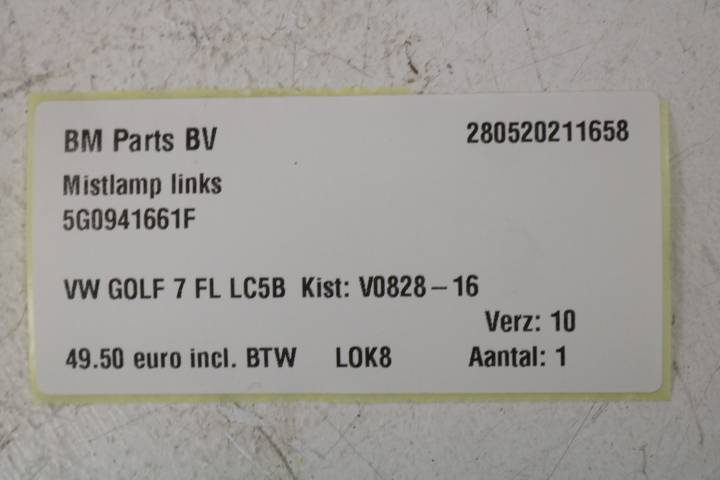 BM Parts BV 280520211658
Mistlamp links
5G0941661F
VW GOLF 7 FL LC5B Kist: V0828-16
Verz: 10
49.50 euro incl. BTW LOK8 Aantal: 1